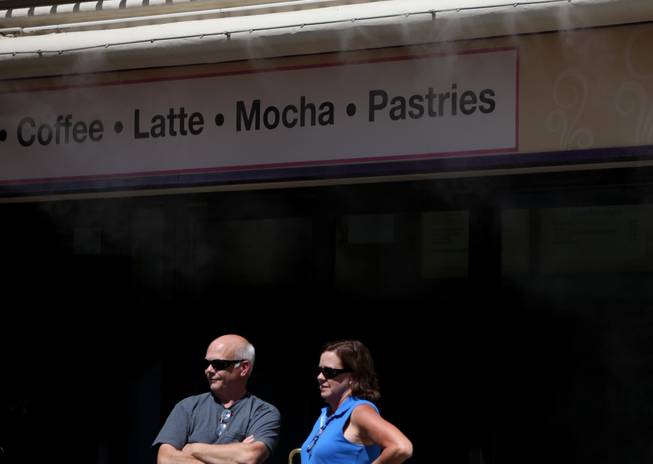 • Coffee • Latte • Mocha • Pastries